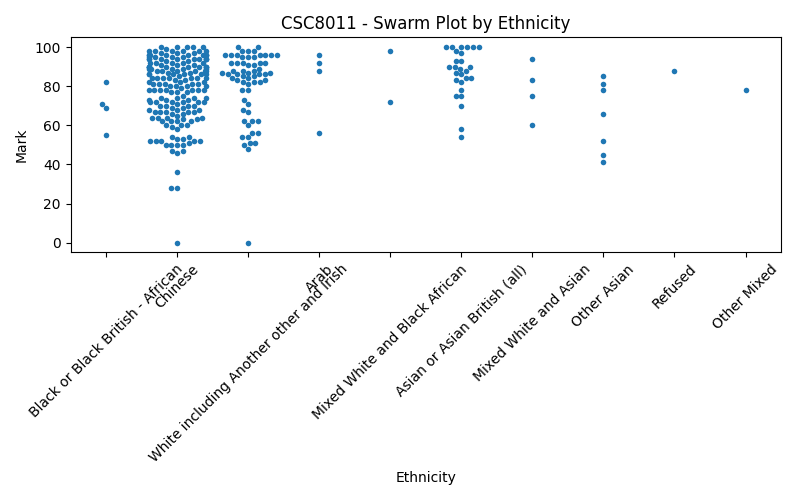 CSC8011 - Swarm Plot by Ethnicity
Mark
100
80
60
40
20
0
Black or Black British - African
Chinese
White including Another other and Irish
Arab
Mixed White and Black African
Asian or Asian British (all)
Mixed White and Asian
Other Asian
Refused
Other Mixed
Ethnicity